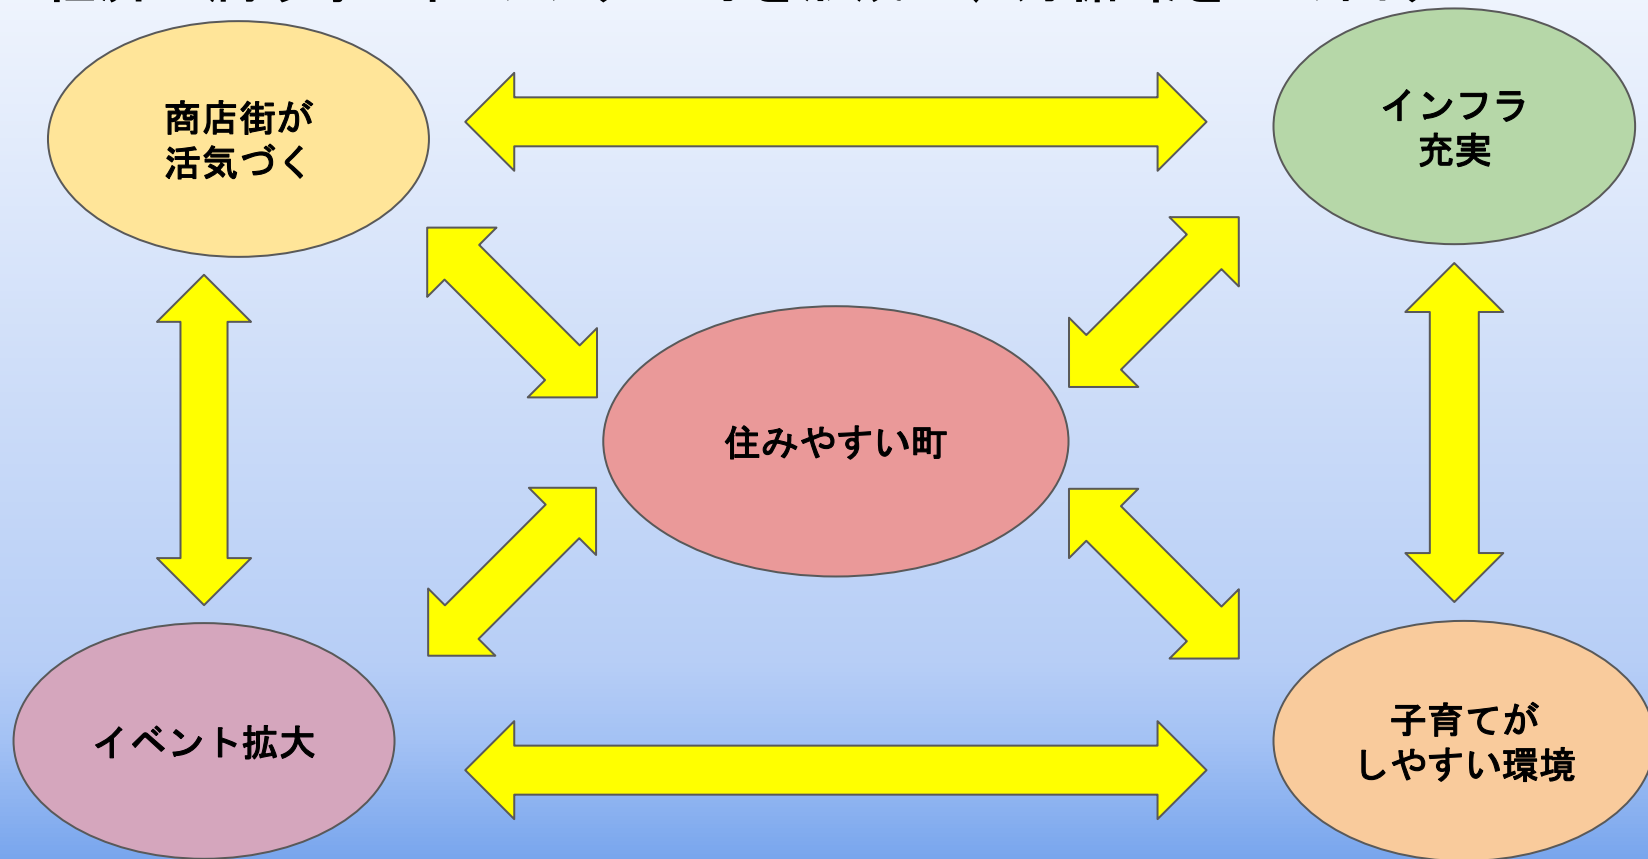 商店街が
活気づく
インフラ
充実
住みやすい町
イベント拡大
子育てが
しやすい環境